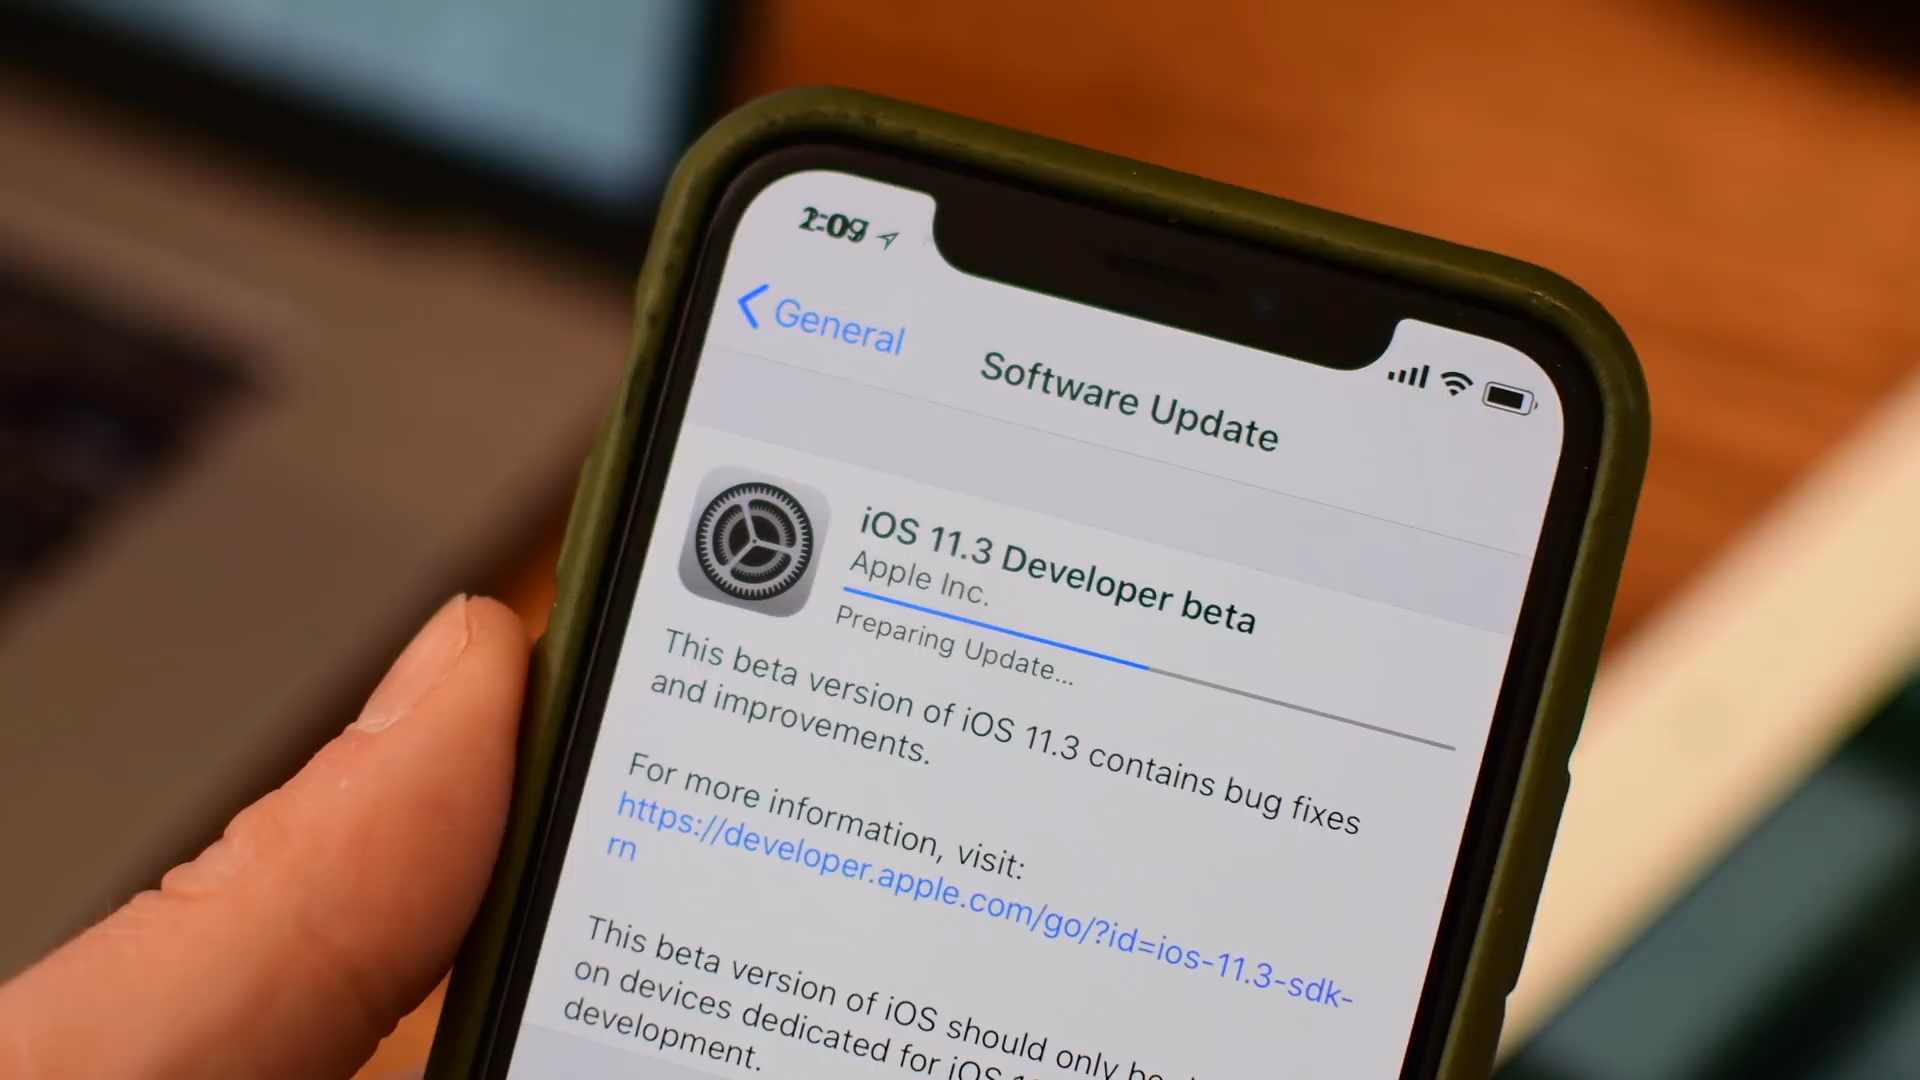 General
Software Update
iOS 11.3 Developer beta
Apple Inc.
Preparing Update...
This beta version of iOS 11.3 contains bug fixes
and improvements.
For more information, visit:
https://developer.apple.com/go/?id=ios-11.3-sdk-
rn
This beta version of iOS should only
on devices dedicated for iOS
development.